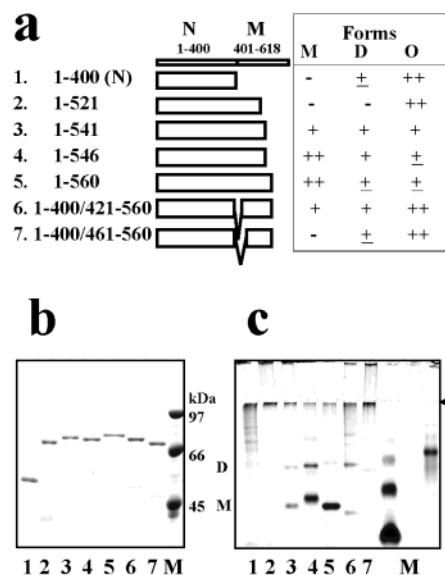 a
N M
1-400 401-618
Forms
M D O
1. 1-400 (N) - ± ++
2. 1-521 - - ++
3. 1-541 + + +
4. 1-546 ++ + ±
5. 1-560 ++ ± ±
6. 1-400/421-560 + + ++
7. 1-400/461-560 - ± ++
b c
kDa
97
66
45
D
M
1 2 3 4 5 6 7 M
1 2 3 4 5 6 7 M